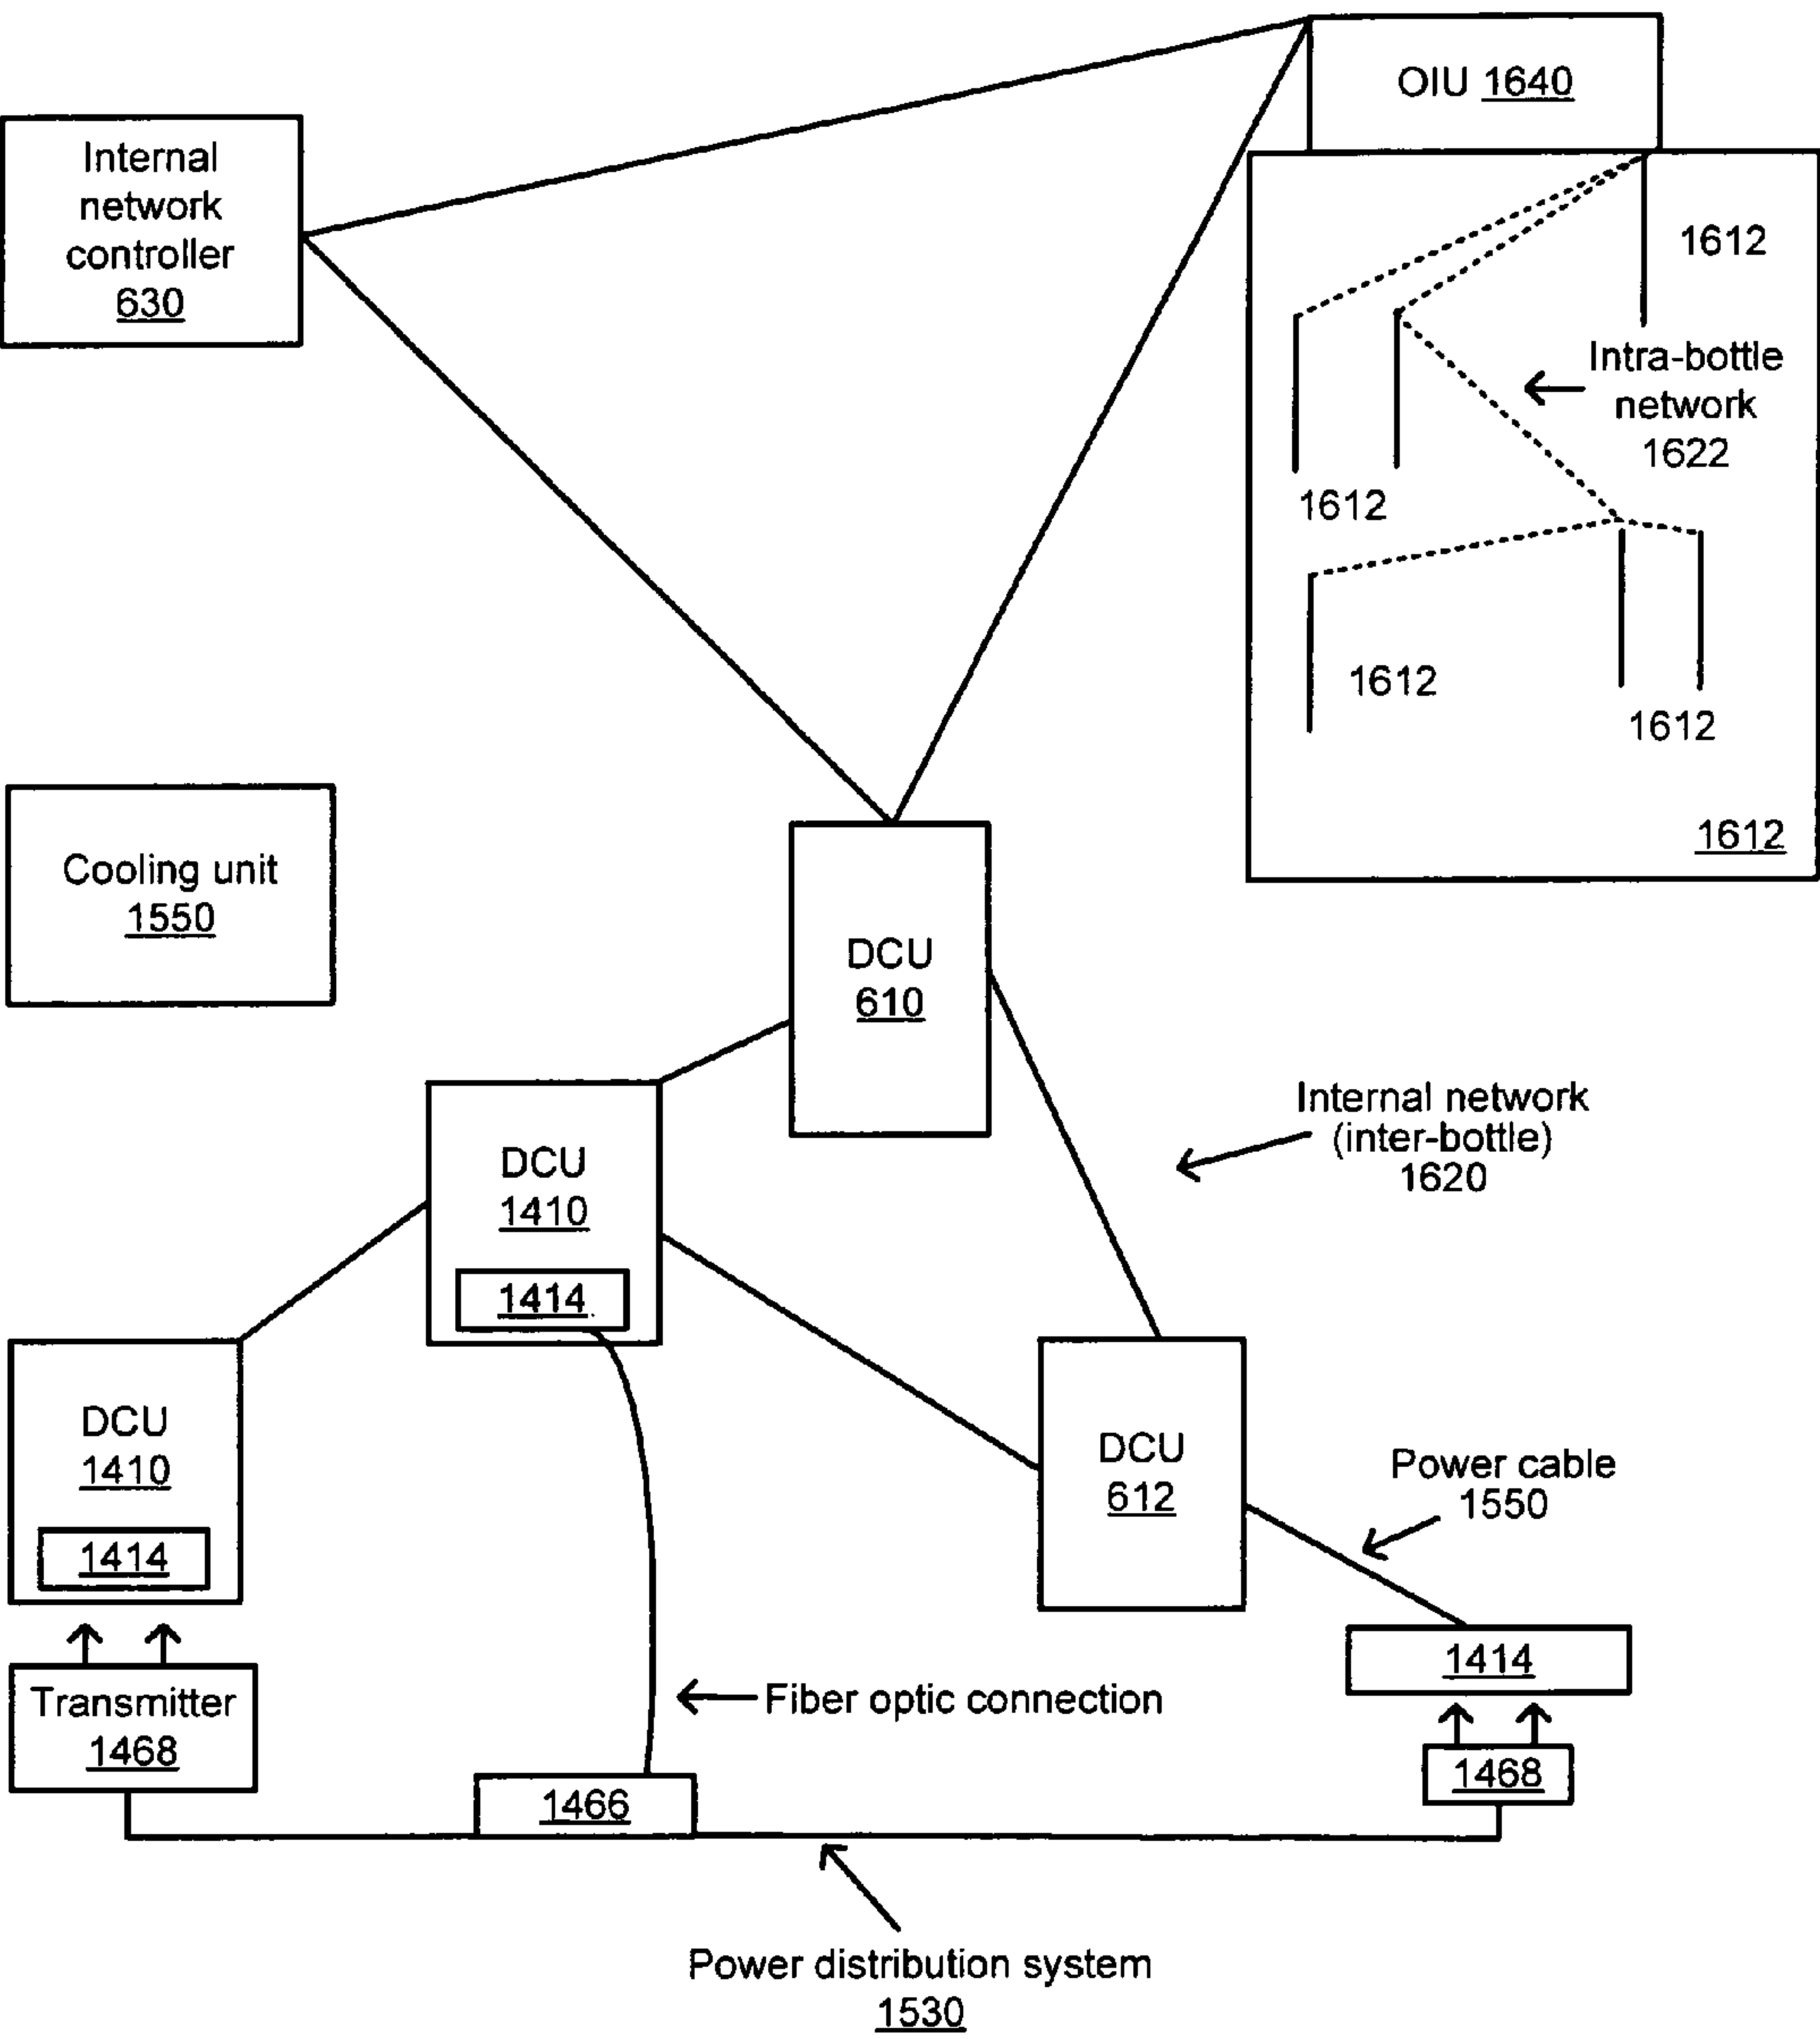 OIU 1640
Internal
network
controller
630
1612
Intra-bottle
network
1622
1612
1612
1612
1612
Cooling unit
1550
DCU
610
Internal network
(inter-bottle)
1620
DCU
1410
1414
DCU
1410
1414
DCU
612
Power cable
1550
1414
Transmitter
1468
Fiber optic connection
1468
1466
Power distribution system
1530